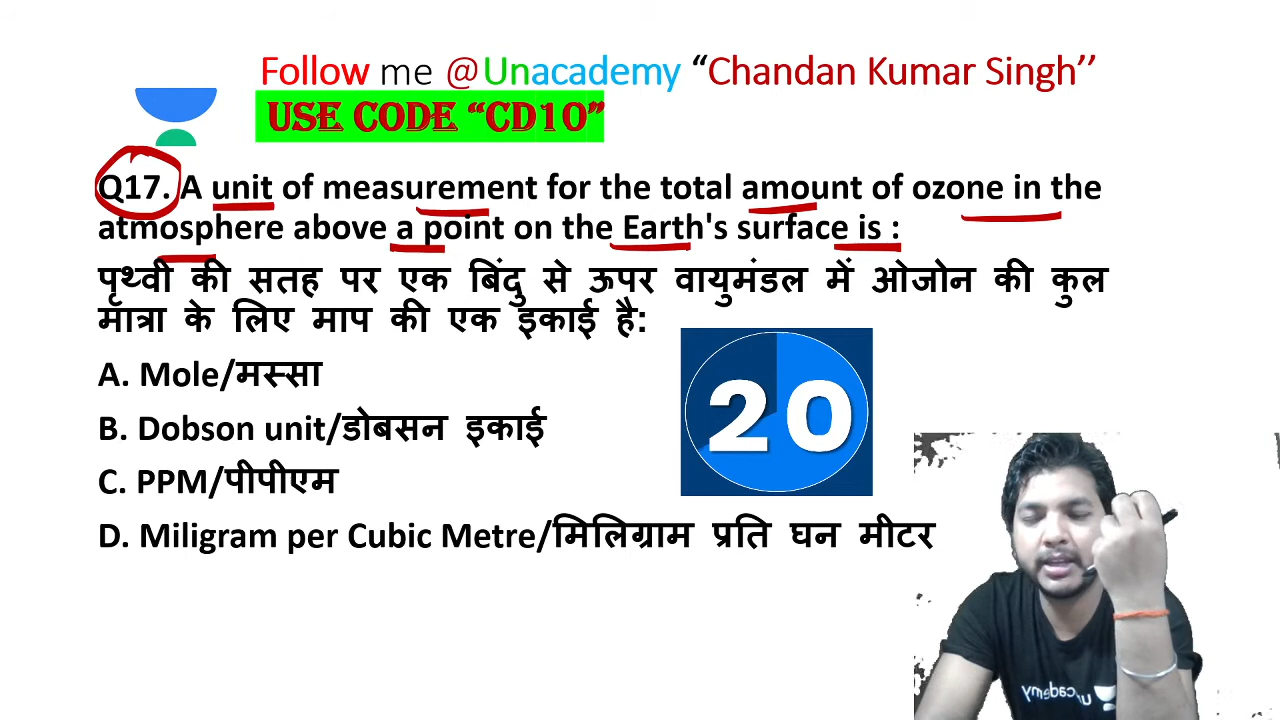 Follow me @Unacademy “Chandan Kumar Singh’’
USE CODE “CD10”
Q17. A unit of measurement for the total amount of ozone in the
atmosphere above a point on the Earth's surface is :
पृथ्वी की सतह पर एक बिंदु से ऊपर वायुमंडल में ओजोन की कुल
मात्रा के लिए माप की एक इकाई है:
A. Mole/मस्सा
B. Dobson unit/डोबसन इकाई
C. PPM/पीपीएम
D. Miligram per Cubic Metre/मिलिग्राम प्रति घन मीटर
20
unacademy